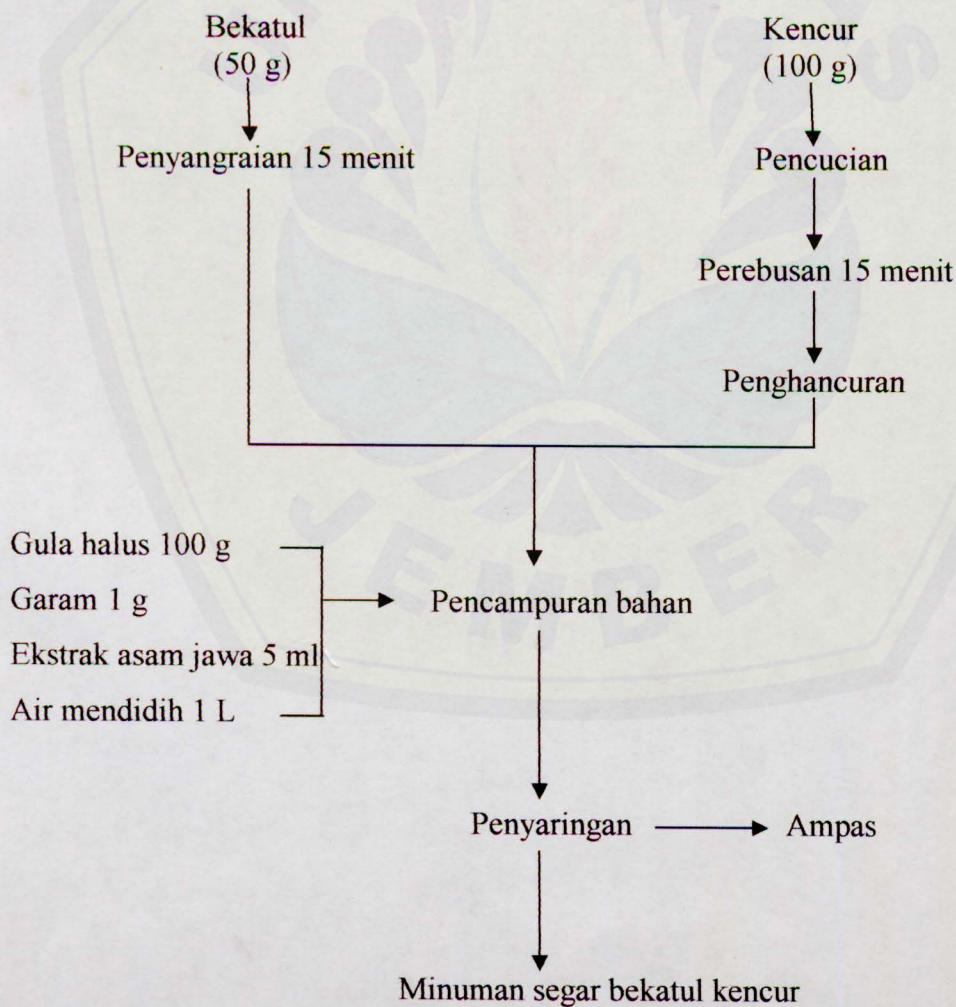 Bekatul
(50 g)
Penyangraian 15 menit
Kencur
(100 g)
Pencucian
Perebusan 15 menit
Penghancuran
Gula halus 100 g
Garam 1 g
Ekstrak asam jawa 5 ml
Air mendidih 1 L
Pencampuran bahan
Penyaringan
Ampas
Minuman segar bekatul kencur
JEMBER